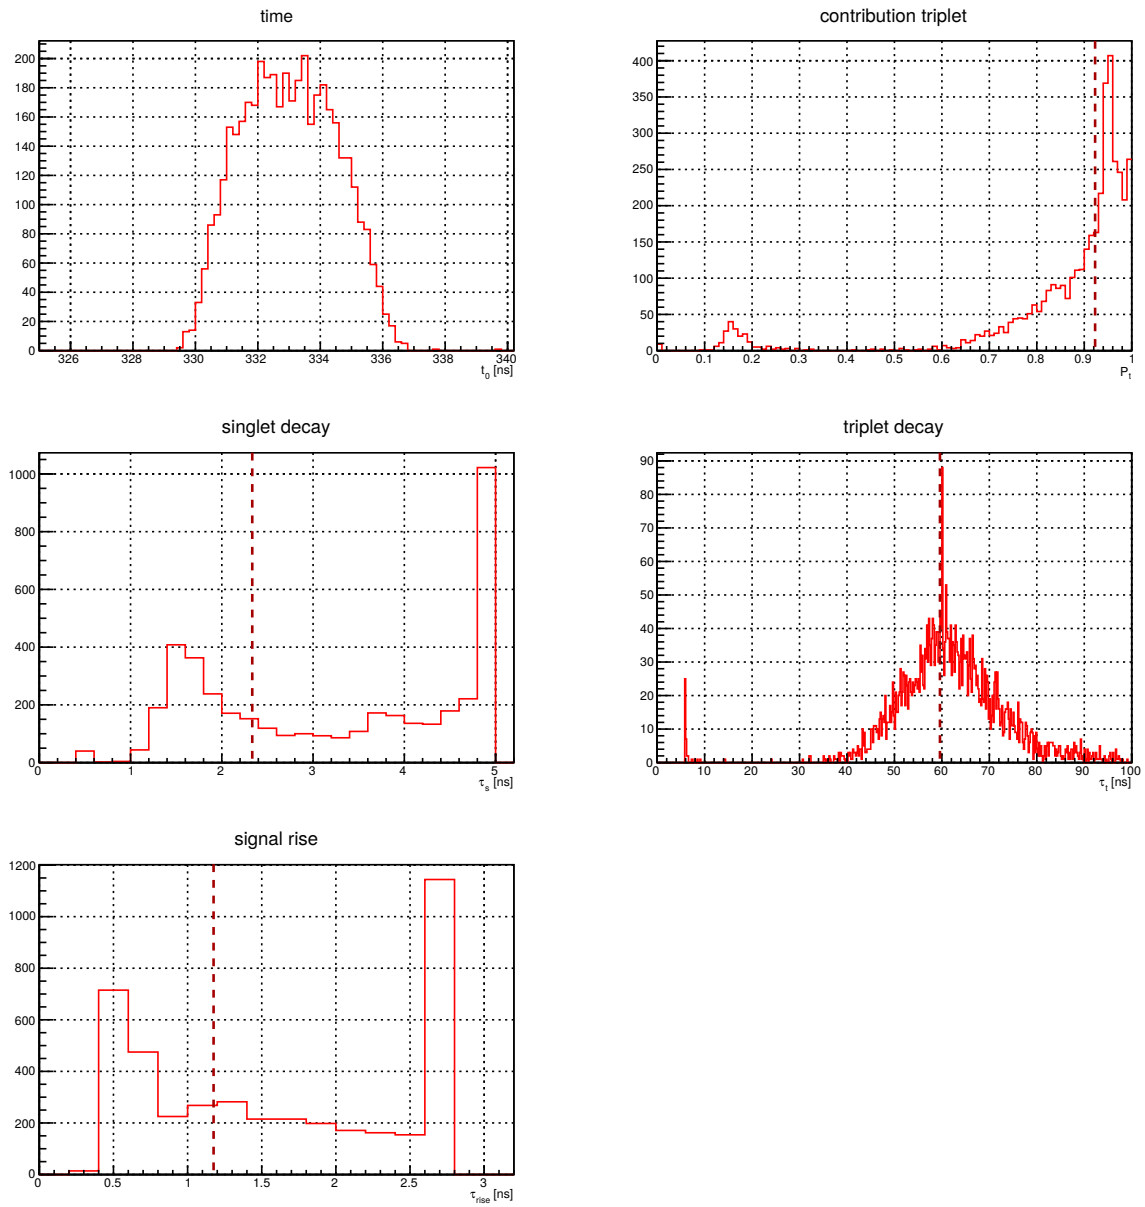 time
200
180
160
140
120
100
80
60
40
20
0
326 328 330 332 334 336 338 340
t0 [ns]
contribution triplet
400
350
300
250
200
150
100
50
0
0 0.1 0.2 0.3 0.4 0.5 0.6 0.7 0.8 0.9 1
Pt
singlet decay
1000
800
600
400
200
0
0 1 2 3 4 5
τs [ns]
triplet decay
90
80
70
60
50
40
30
20
10
0
0 10 20 30 40 50 60 70 80 90 100
τt [ns]
signal rise
1200
1000
800
600
400
200
0
0 0.5 1 1.5 2 2.5 3
τrise [ns]